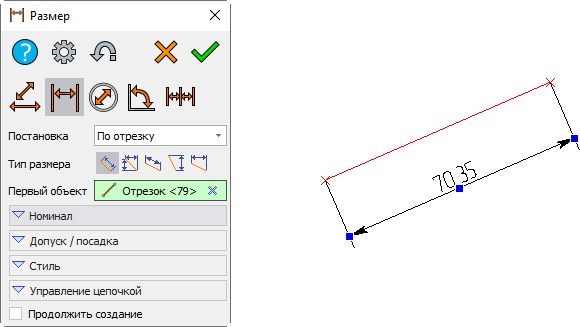 Размер
Постановка
По отрезку
Тип размера
Первый объект
Отрезок <79>
Номинал
Допуск / посадка
Стиль
Управление цепочкой
Продолжить создание
70.35